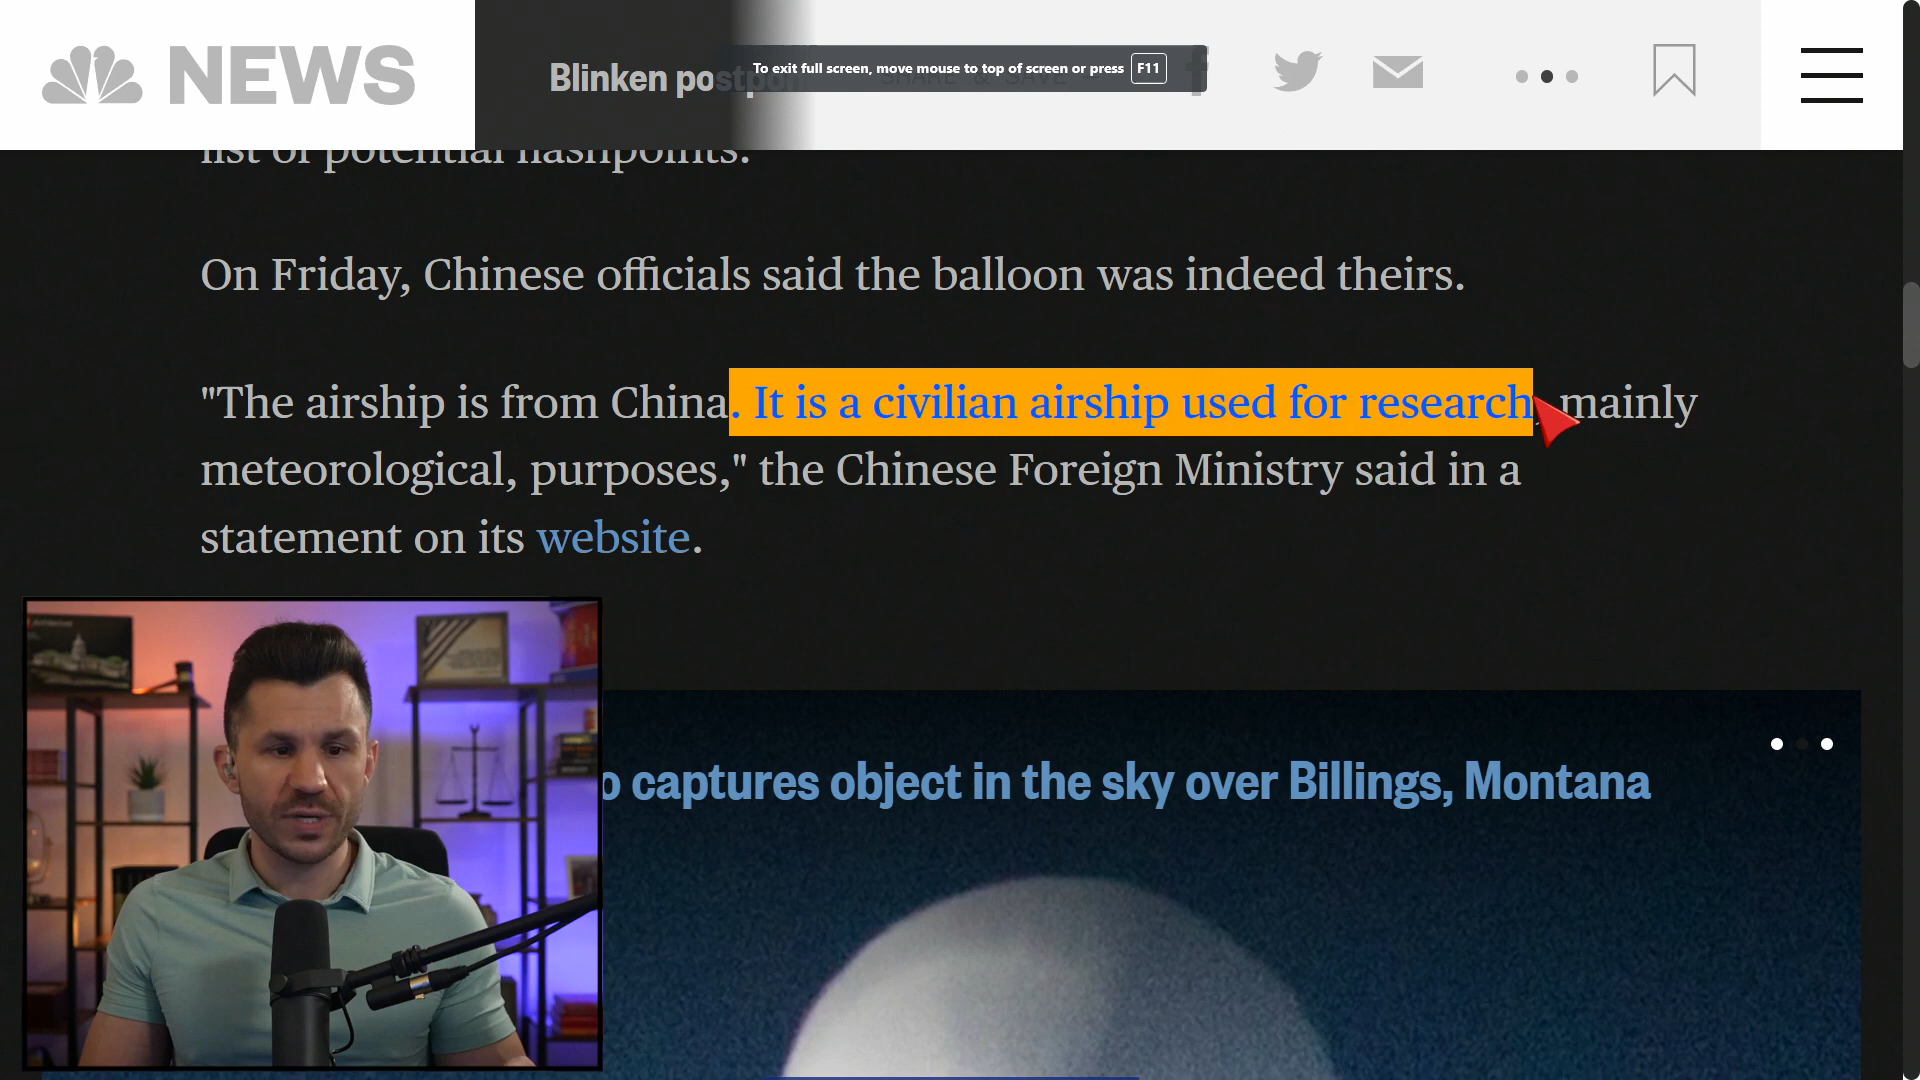 NEWS
Blinken postpo
To exit full screen, move mouse to top of screen or press F11
list of potential flashpoints.
On Friday, Chinese officials said the balloon was indeed theirs.
"The airship is from China. It is a civilian airship used for research, mainly
meteorological, purposes," the Chinese Foreign Ministry said in a
statement on its website.
o captures object in the sky over Billings, Montana